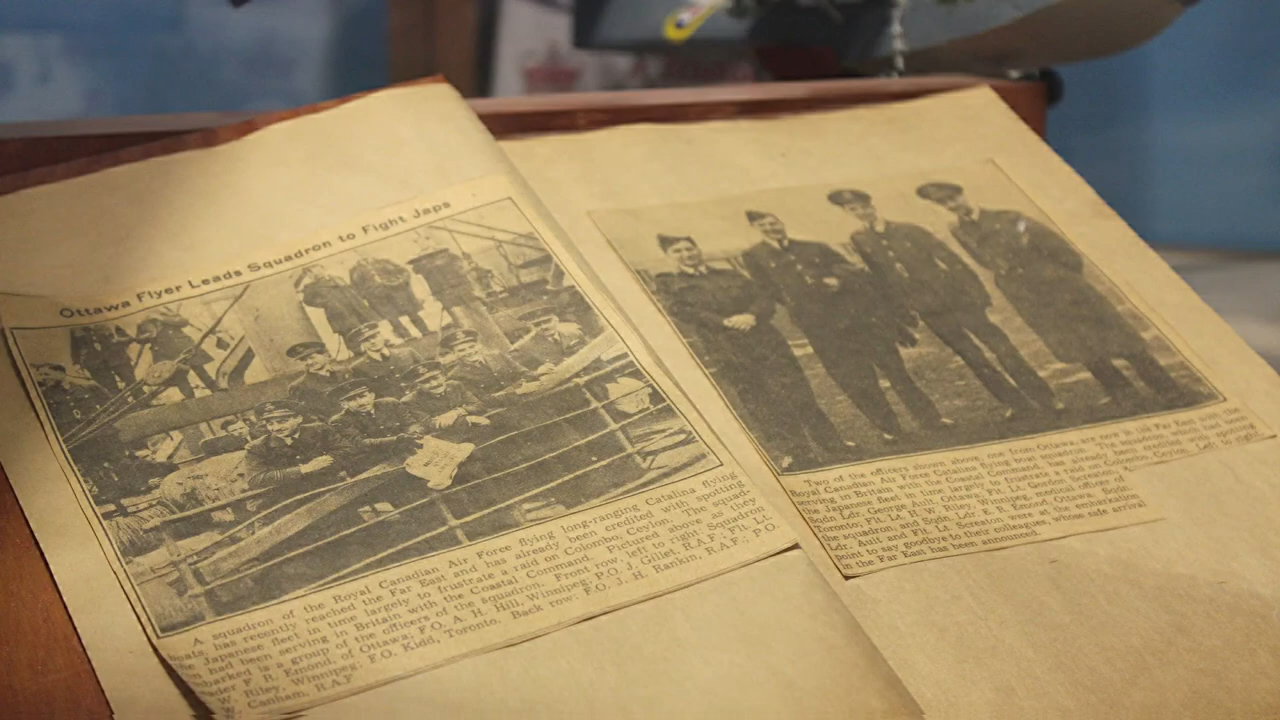 Ottawa Flyer Leads Squadron to Fight Japs
A squadron of the Royal Canadian Air Force flying long-ranging Catalina flying
boats, has recently reached the Far East and has already been credited with spotting
the Japanese fleet in time largely to frustrate a raid on Colombo, Ceylon. The squad-
on had been serving in Britain with the Coastal Command. Pictured above as they
mbarked is a group of the officers of the squadron. Front row, left to right: Squadron
ader F. R. Emond, of Ottawa; F.O. A. H. Hill, Winnipeg; P.O. J. Gillet, R.A.F.; Flt. Lt.
W. Riley, Winnipeg; F.O. Kidd, Toronto. Back row: F.O. J. H. Rankin, R.A.F.; P.O.
W. Canham, R.A.F
Two of the officers shown above, one from Ottawa, are now in the Far East with the
Royal Canadian Air Force Catalina flying boat squadron, which had been
serving in Britain with the Coastal Command, has already been credited with spotting
the Japanese fleet in time largely to frustrate a raid on Colombo, Ceylon. Left to right,
Sqdn Ldr. George Auif, Ottawa; Flt. Lt. Gordon Screaton,
Toronto; Flt. Lt. R. W. Riley, Winnipeg, medical officer of
the squadron, and Sqdn Ldr. F. R. Emond, Ottawa. Sqdn.
Ldr. Auif and Flt. Lt. Screaton were at the embarkation
point to say goodbye to their colleagues, whose safe arrival
in the Far East has been announced.